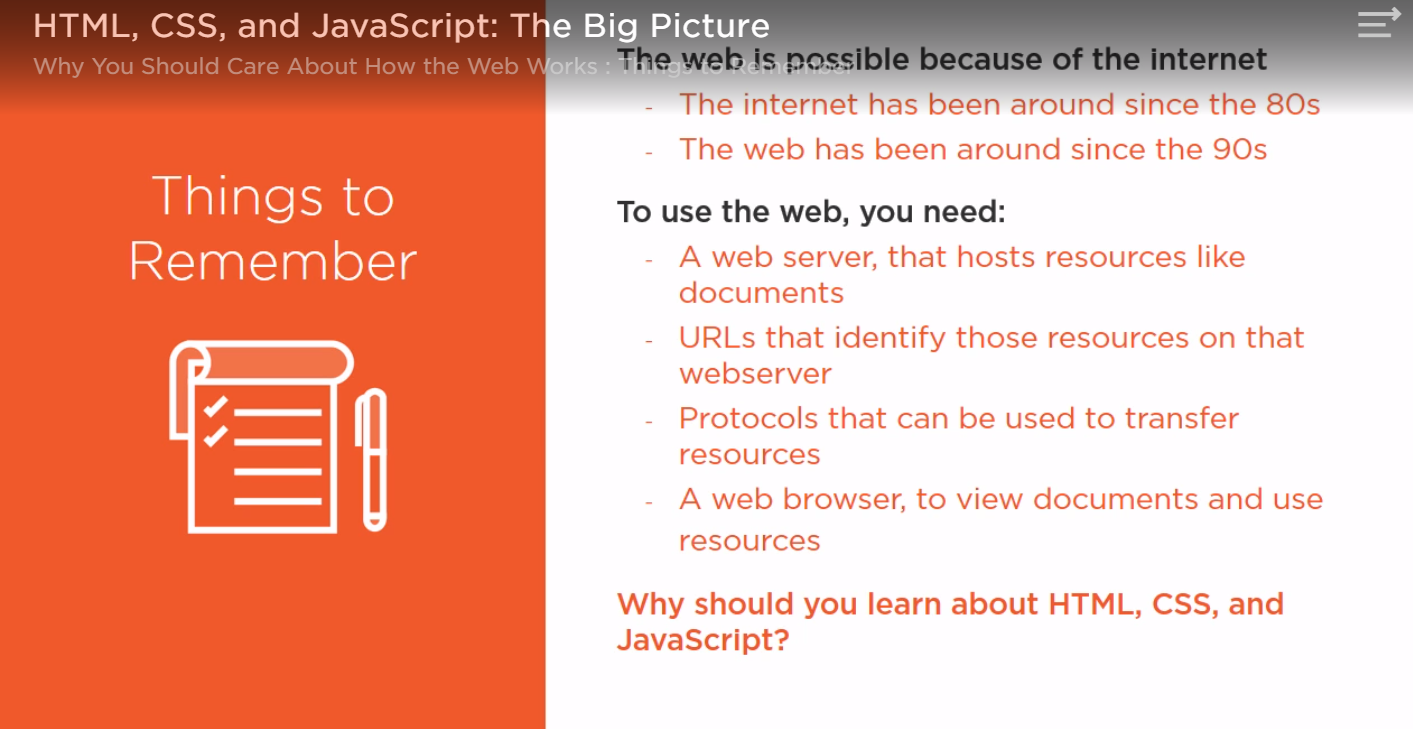 HTML, CSS, and JavaScript: The Big Picture
Why You Should Care About How the Web Works : Things to Remember
Things to
Remember
The web is possible because of the internet
- The internet has been around since the 80s
- The web has been around since the 90s
To use the web, you need:
- A web server, that hosts resources like
documents
- URLs that identify those resources on that
webserver
- Protocols that can be used to transfer
resources
- A web browser, to view documents and use
resources
Why should you learn about HTML, CSS, and
JavaScript?